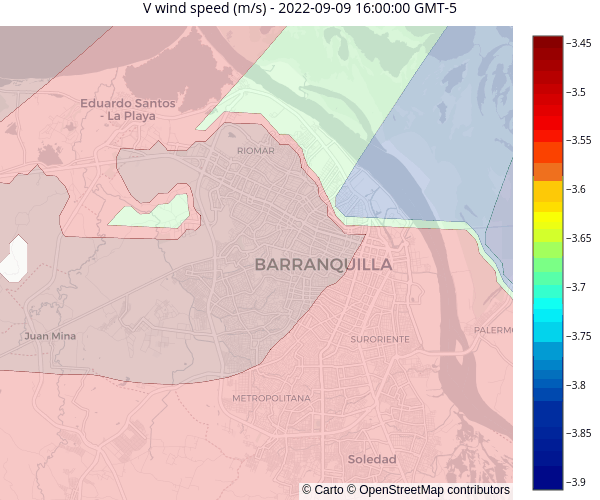 V wind speed (m/s) - 2022-09-09 16:00:00 GMT-5
−3.45
−3.5
−3.55
−3.6
−3.65
−3.7
−3.75
−3.8
−3.85
−3.9
Eduardo Santos
- La Playa
RIOMAR
BARRANQUILLA
Juan Mina
SURORIENTE
PALERMO
METROPOLITANA
Soledad
© Carto © OpenStreetMap contributors